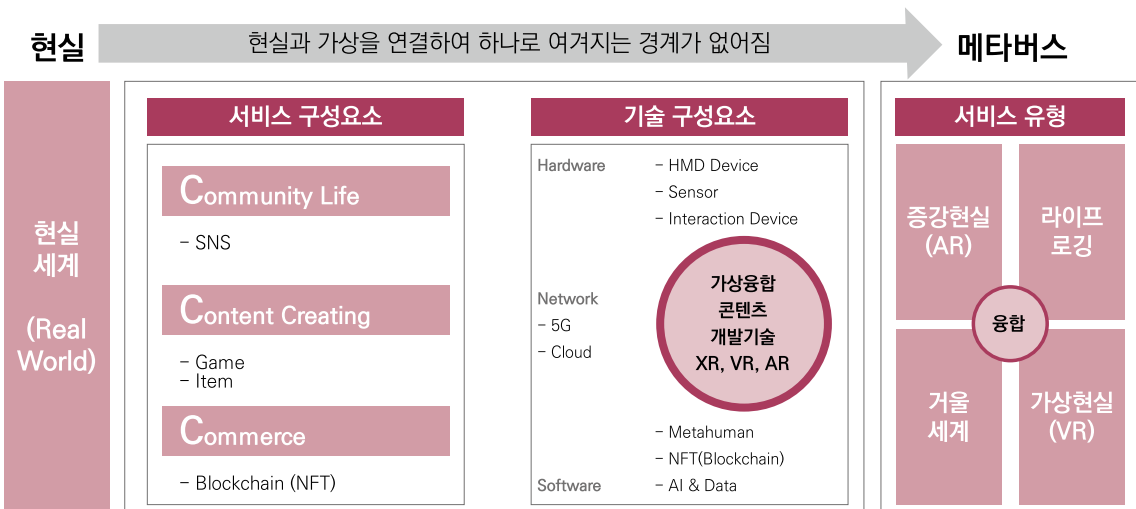 현실
현실과 가상을 연결하여 하나로 여겨지는 경계가 없어짐
메타버스
현실
세계
(Real
World)
서비스 구성요소
Community Life
– SNS
Content Creating
– Game
– Item
Commerce
– Blockchain (NFT)
기술 구성요소
Hardware
– HMD Device
– Sensor
– Interaction Device
Network
– 5G
– Cloud
가상융합
콘텐츠
개발기술
XR, VR, AR
– Metahuman
– NFT(Blockchain)
Software
– AI & Data
서비스 유형
증강현실
(AR)
라이프
로깅
융합
거울
세계
가상현실
(VR)